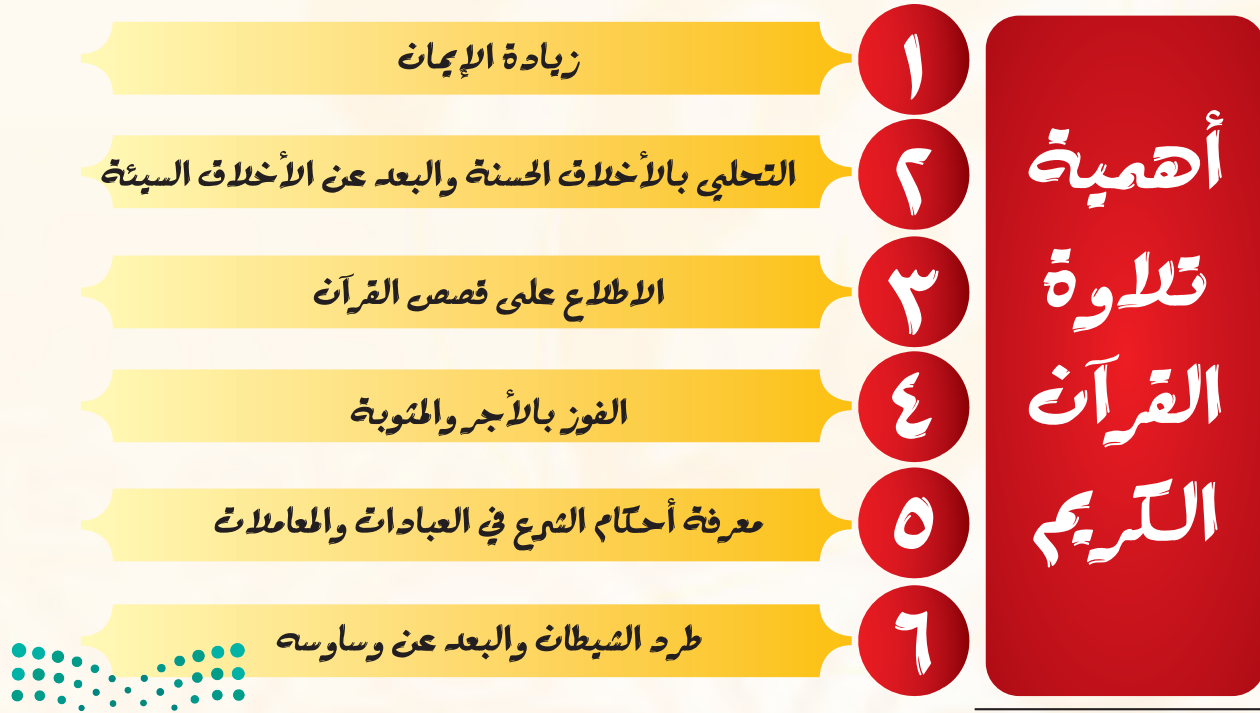 أهمية
تلاوة
القرآن
الكريم
١
زيادة الإيمان
٢
التحلي بالأخلاق الحسنة والبعد عن الأخلاق السيئة
٣
الاطلاع على قصص القرآن
٤
الفوز بالأجر والمثوبة
٥
معرفة أحكام الشرع في العبادات والمعاملات
٦
طرد الشيطان والبعد عن وساوسه